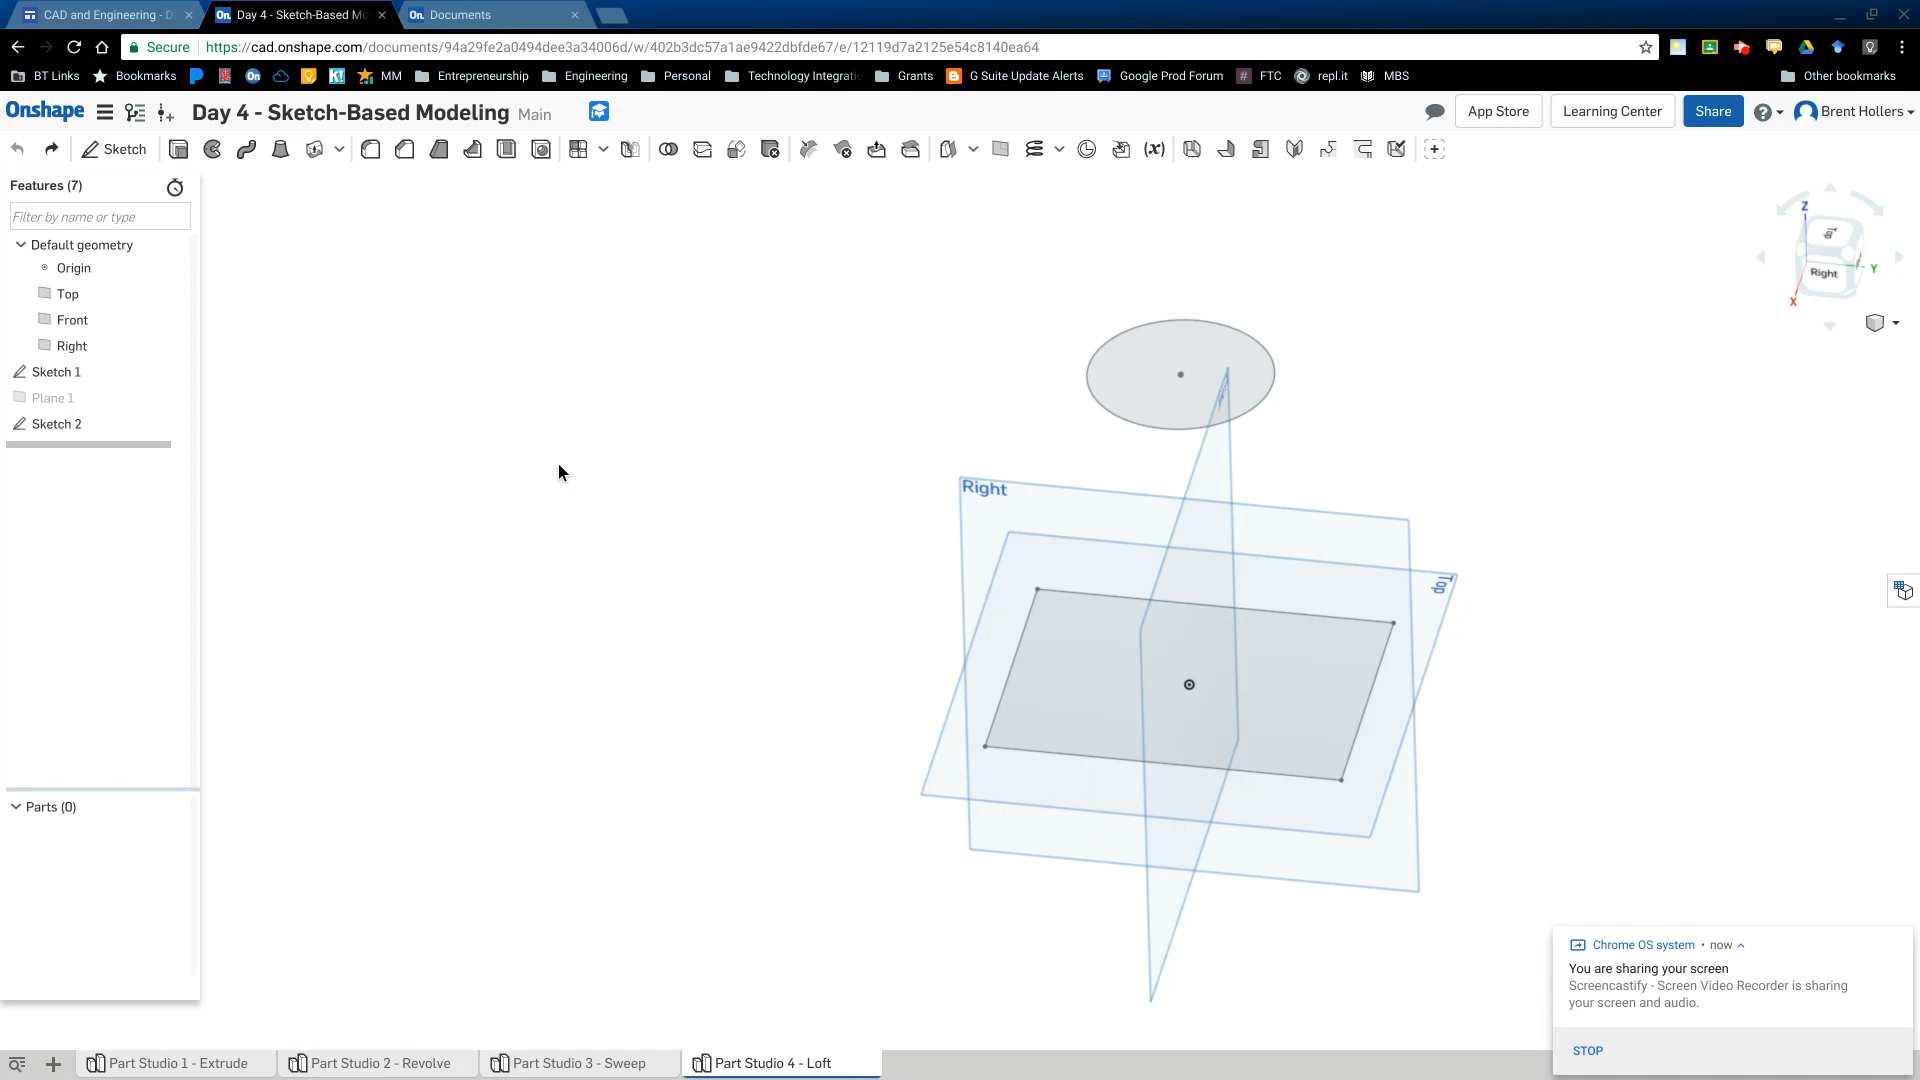 CAD and Engineering - D
Day 4 - Sketch-Based Mo
On. Documents
Secure https://cad.onshape.com/documents/94a29fe2a0494dee3a34006d/w/402b3dc57a1ae9422dbfde67/e/12119d7a2125e54c8140ea64
BT Links Bookmarks MM Entrepreneurship Engineering Personal Technology Integratio Grants G Suite Update Alerts Google Prod Forum FTC repl.it MBS Other bookmarks
Onshape Day 4 - Sketch-Based Modeling Main App Store Learning Center Share Brent Hollers
Sketch (x)
Features (7)
Filter by name or type
Default geometry
Origin
Top
Front
Right
Sketch 1
Plane 1
Sketch 2
Parts (0)
Z
Top
Right
Y
X
Right
Top
Chrome OS system • now
You are sharing your screen
Screencastify - Screen Video Recorder is sharing
your screen and audio.
STOP
Part Studio 1 - Extrude Part Studio 2 - Revolve Part Studio 3 - Sweep Part Studio 4 - Loft